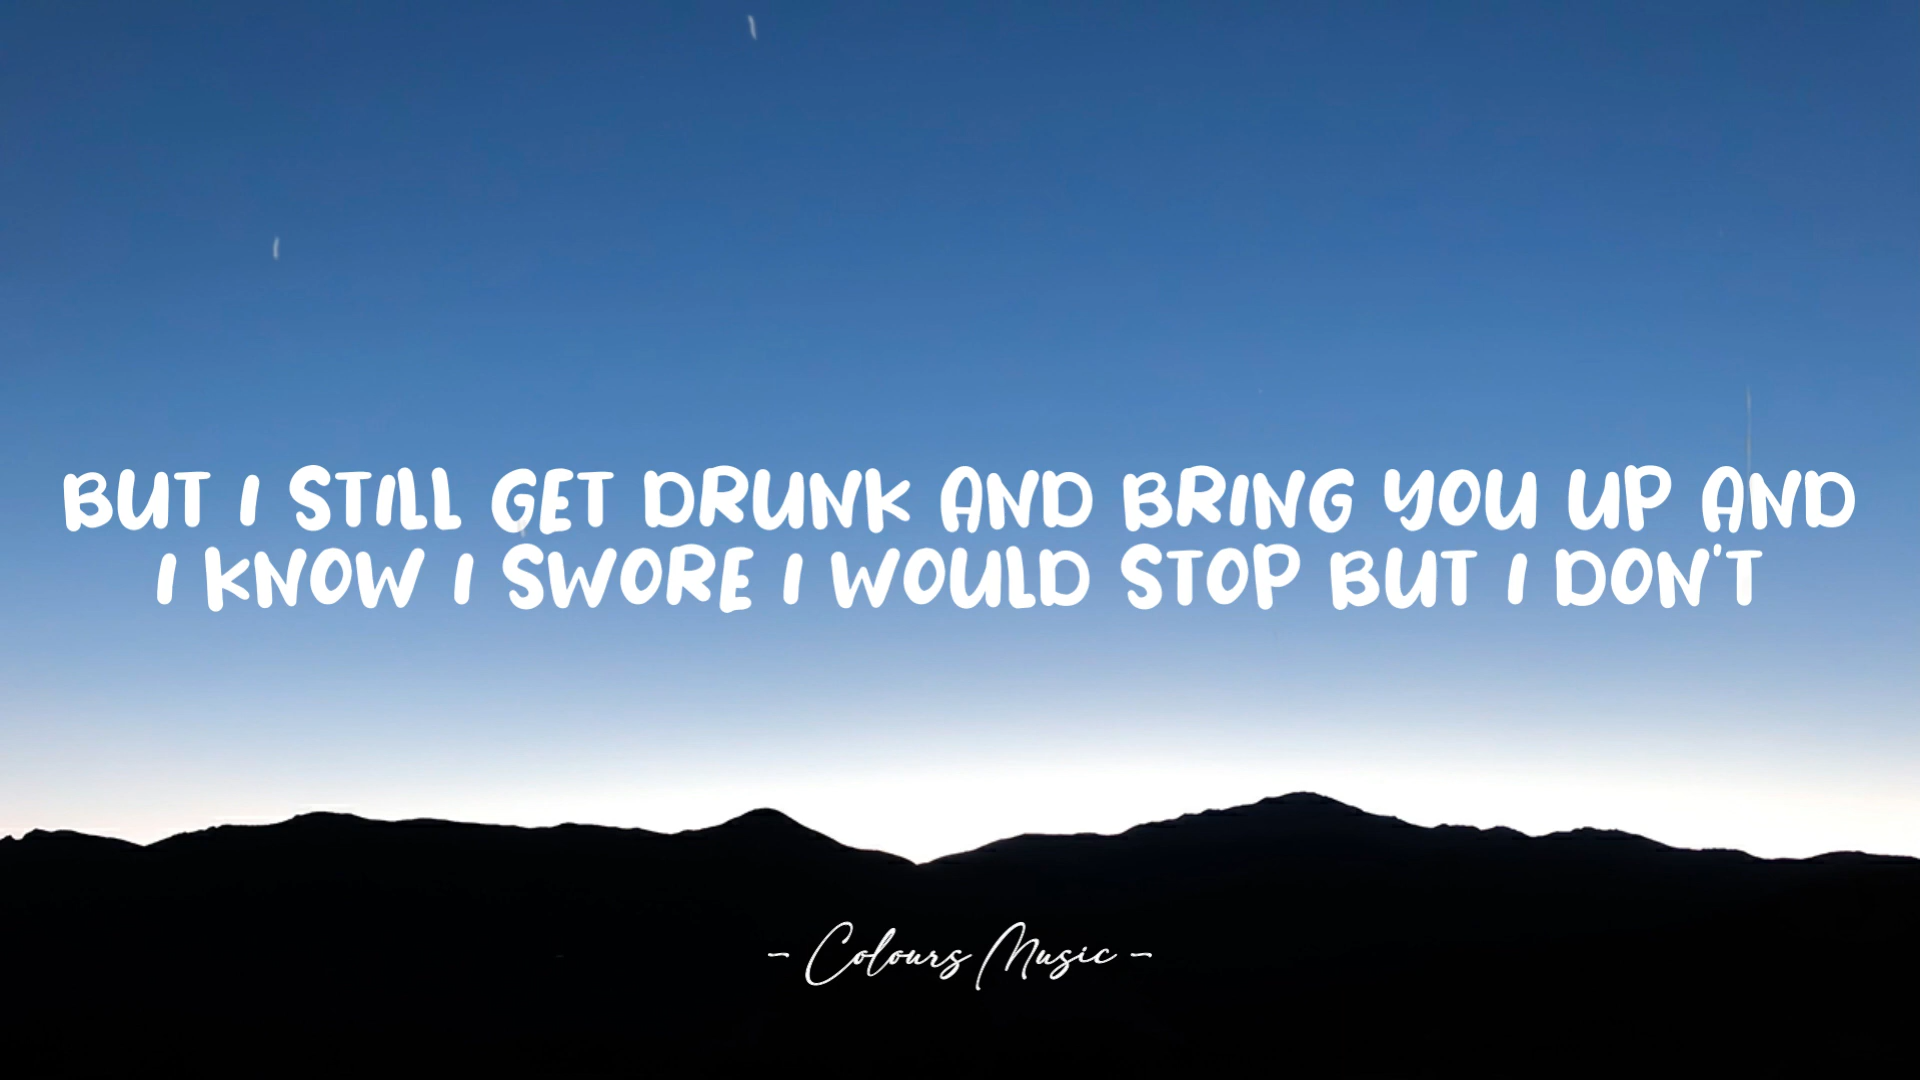 BUT I STILL GET DRUNK AND BRING YOU UP AND
I KNOW I SWORE I WOULD STOP BUT I DON'T
- Colours Music -